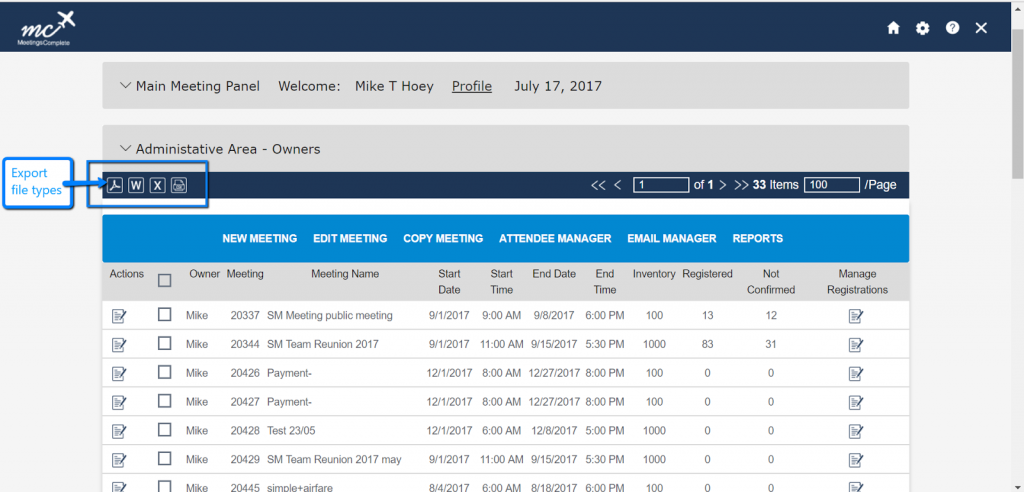 mc
MeetingsComplete
Main Meeting Panel Welcome: Mike T Hoey Profile July 17, 2017
Administative Area - Owners
Export
file types
W X
<< < 1 of 1 > >> 33 Items 100 /Page
NEW MEETING EDIT MEETING COPY MEETING ATTENDEE MANAGER EMAIL MANAGER REPORTS
Actions Owner Meeting Meeting Name Start Start End Date End Inventory Registered Not Manage
Date Time Time Confirmed Registrations
Mike 20337 SM Meeting public meeting 9/1/2017 9:00 AM 9/8/2017 6:00 PM 100 13 12
Mike 20344 SM Team Reunion 2017 9/1/2017 11:00 AM 9/15/2017 5:30 PM 1000 83 31
Mike 20426 Payment- 12/1/2017 8:00 AM 12/27/2017 8:00 PM 100 0 0
Mike 20427 Payment- 12/1/2017 8:00 AM 12/27/2017 8:00 PM 100 0 0
Mike 20428 Test 23/05 12/1/2017 6:00 AM 12/8/2017 5:00 PM 1000 0 0
Mike 20429 SM Team Reunion 2017 may 9/1/2017 11:00 AM 9/15/2017 5:30 PM 1000 0 0
Mike 20445 simple+airfare 8/4/2017 6:00 AM 8/18/2017 6:00 PM 100 0 0